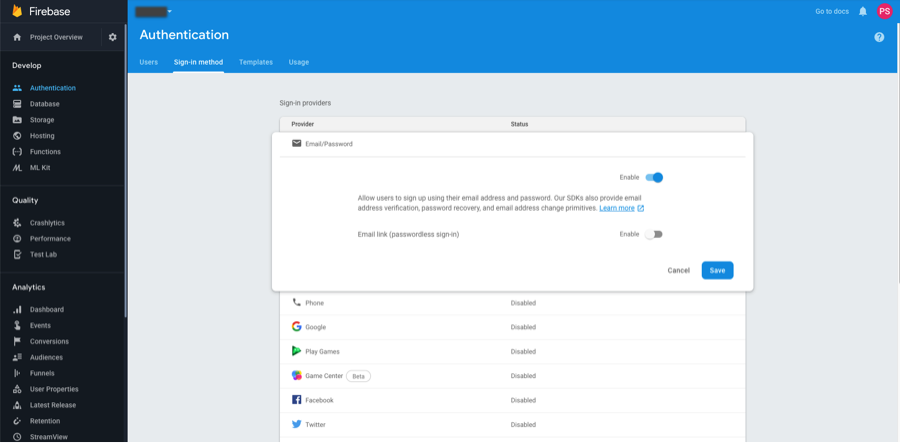 Firebase
Go to docs
PS
Project Overview
Authentication
Develop
Users Sign-in method Templates Usage
Authentication
Database
Storage
Hosting
Functions
ML Kit
Quality
Crashlytics
Performance
Test Lab
Analytics
Dashboard
Events
Conversions
Audiences
Funnels
User Properties
Latest Release
Retention
StreamView
Sign-in providers
Provider Status
Email/Password
Enable
Allow users to sign up using their email address and password. Our SDKs also provide email
address verification, password recovery, and email address change primitives. Learn more
Email link (passwordless sign-in) Enable
Cancel Save
Phone Disabled
Google Disabled
Play Games Disabled
Game Center Beta Disabled
Facebook Disabled
Twitter Disabled